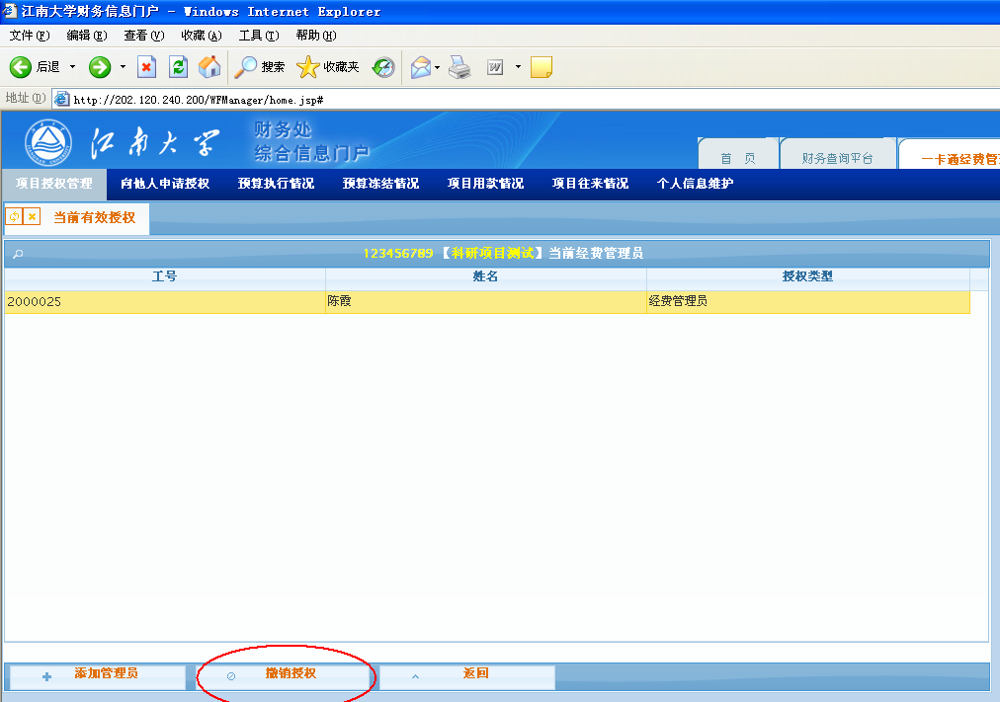 江南大学财务信息门户 - Windows Internet Explorer
文件(F) 编辑(E) 查看(V) 收藏(A) 工具(T) 帮助(H)
后退 搜索 收藏夹 W
地址(D) http://202.120.240.200/WFManager/home.jsp#
江南大学 财务处
综合信息门户
首 页 财务查询平台 一卡通经费管
项目授权管理 向他人申请授权 预算执行情况 预算冻结情况 项目用款情况 项目往来情况 个人信息维护
当前有效授权
123456789 【科研项目测试】当前经费管理员
工号 姓名 授权类型
2000025 陈霞 经费管理员
添加管理员 撤销授权 返回